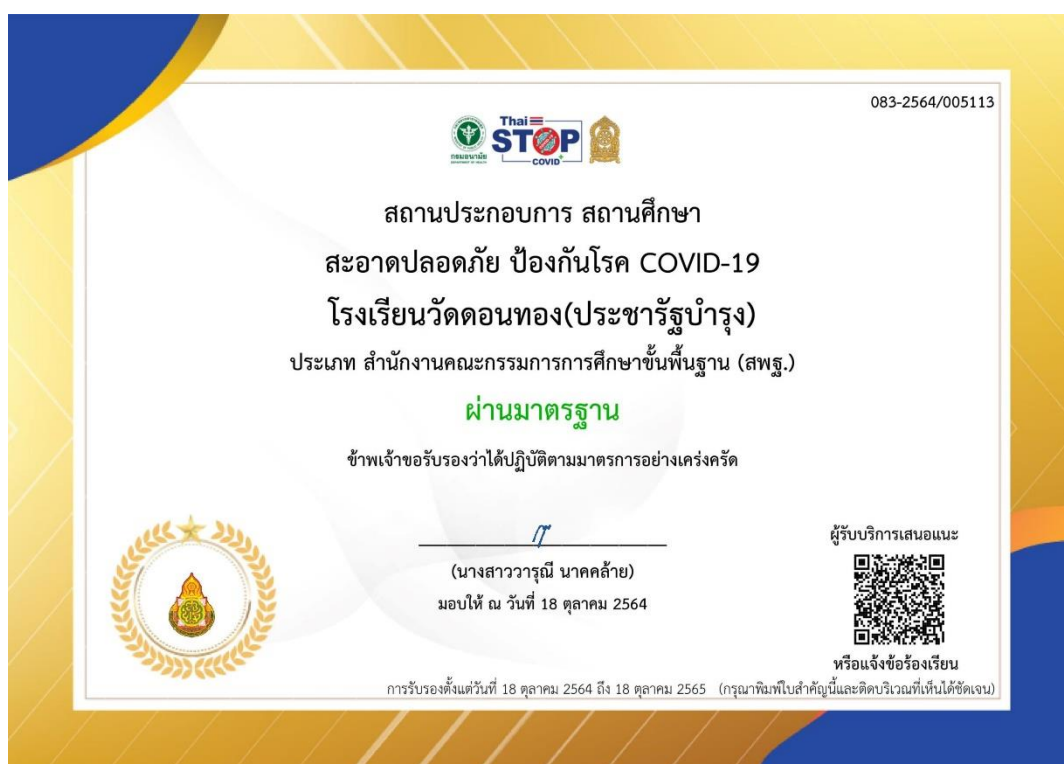 083-2564/005113
กรมอนามัย
DEPARTMENT OF HEALTH
Thai
STOP
COVID
สถานประกอบการ สถานศึกษา
สะอาดปลอดภัย ป้องกันโรค COVID-19
โรงเรียนวัดดอนทอง(ประชารัฐบำรุง)
ประเภท สำนักงานคณะกรรมการการศึกษาขั้นพื้นฐาน (สพฐ.)
ผ่านมาตรฐาน
ข้าพเจ้าขอรับรองว่าได้ปฏิบัติตามมาตรการอย่างเคร่งครัด
(นางสาววารุณี นาคคล้าย)
มอบให้ ณ วันที่ 18 ตุลาคม 2564
ผู้รับบริการเสนอแนะ
หรือแจ้งข้อร้องเรียน
การรับรองตั้งแต่วันที่ 18 ตุลาคม 2564 ถึง 18 ตุลาคม 2565 (กรุณาพิมพ์ใบสำคัญนี้และติดบริเวณที่เห็นได้ชัดเจน)